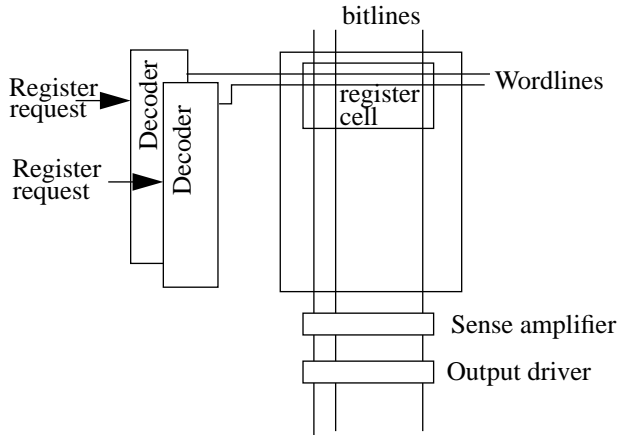 bitlines
Register
request
Decoder
Wordlines
register
cell
Register
request
Decoder
Sense amplifier
Output driver